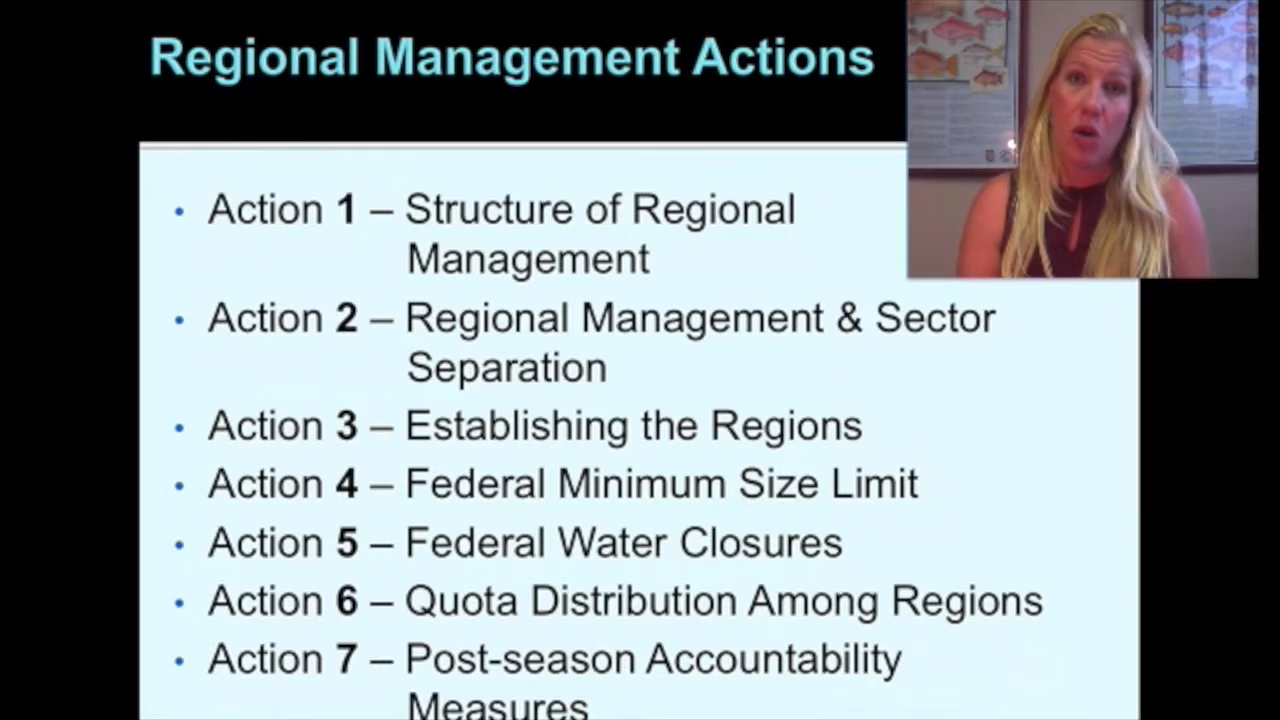 Regional Management Actions
• Action 1 – Structure of Regional
Management
• Action 2 – Regional Management & Sector
Separation
• Action 3 – Establishing the Regions
• Action 4 – Federal Minimum Size Limit
• Action 5 – Federal Water Closures
• Action 6 – Quota Distribution Among Regions
• Action 7 – Post-season Accountability
Measures